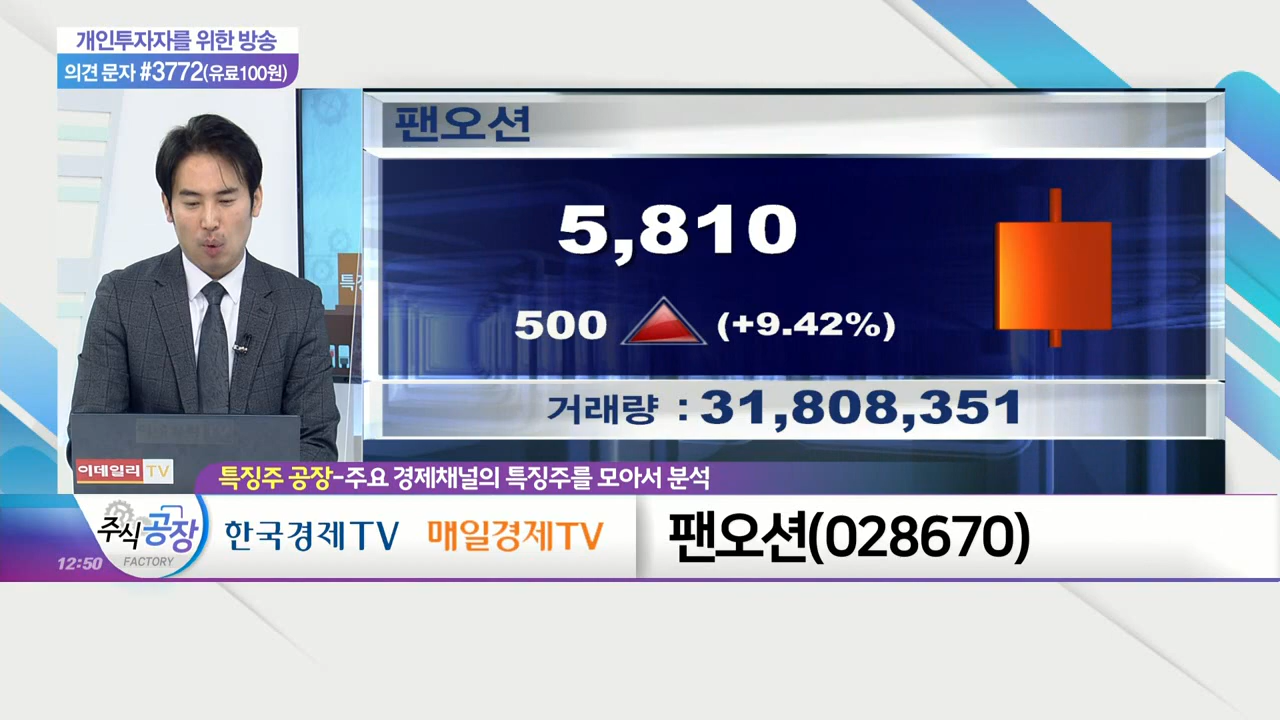 개인투자자를 위한 방송
의견 문자 #3772(유료100원)
팬오션
5,810
500 (+9.42%)
거래량 : 31,808,351
특징
이데일리 TV
특징주 공장-주요 경제채널의 특징주를 모아서 분석
주식공장
FACTORY
12:50
한국경제TV 매일경제TV
팬오션(028670)